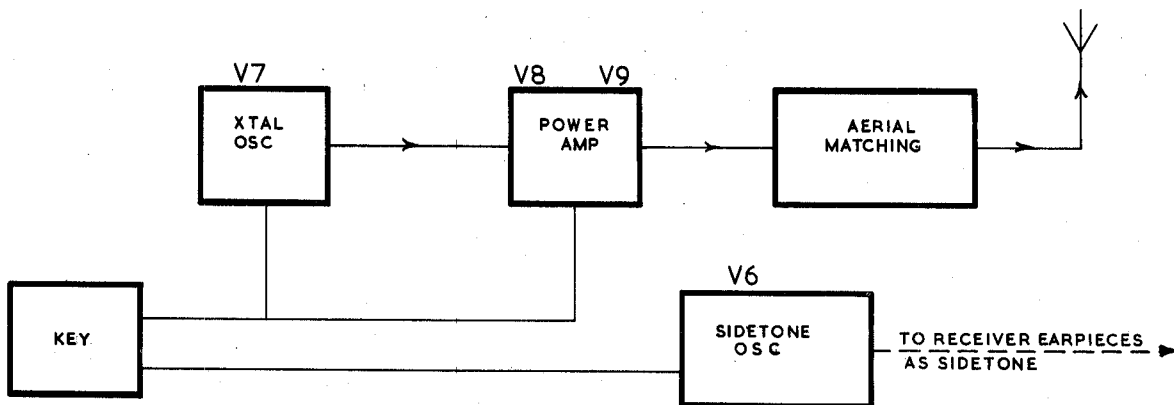 V7
XTAL
OSC
V8 V9
POWER
AMP
AERIAL
MATCHING
KEY
V6
SIDETONE
OSC
TO RECEIVER EARPIECES
AS SIDETONE